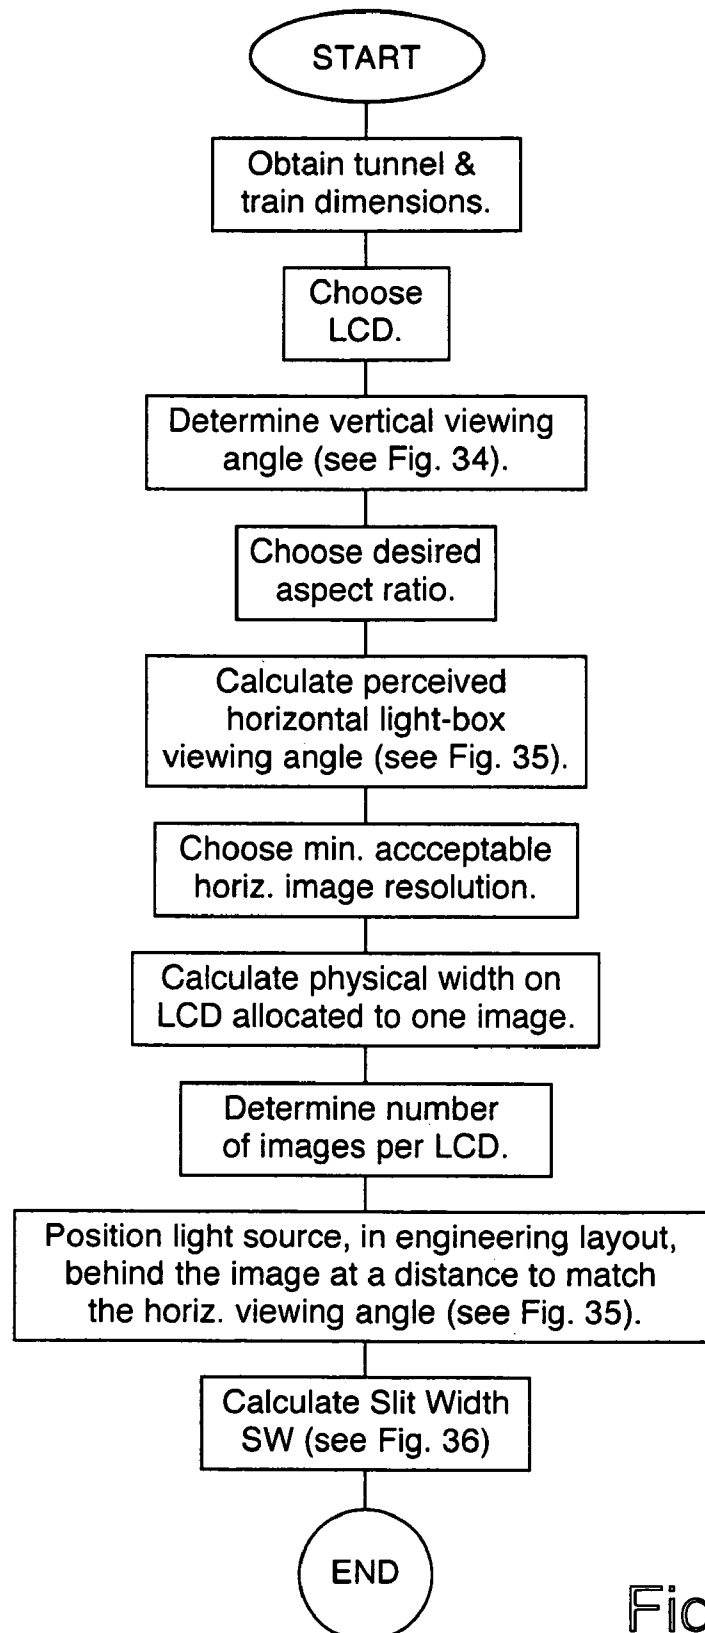 START
Obtain tunnel &
train dimensions.
Choose
LCD.
Determine vertical viewing
angle (see Fig. 34).
Choose desired
aspect ratio.
Calculate perceived
horizontal light-box
viewing angle (see Fig. 35).
Choose min. accceptable
horiz. image resolution.
Calculate physical width on
LCD allocated to one image.
Determine number
of images per LCD.
Position light source, in engineering layout,
behind the image at a distance to match
the horiz. viewing angle (see Fig. 35).
Calculate Slit Width
SW (see Fig. 36)
END